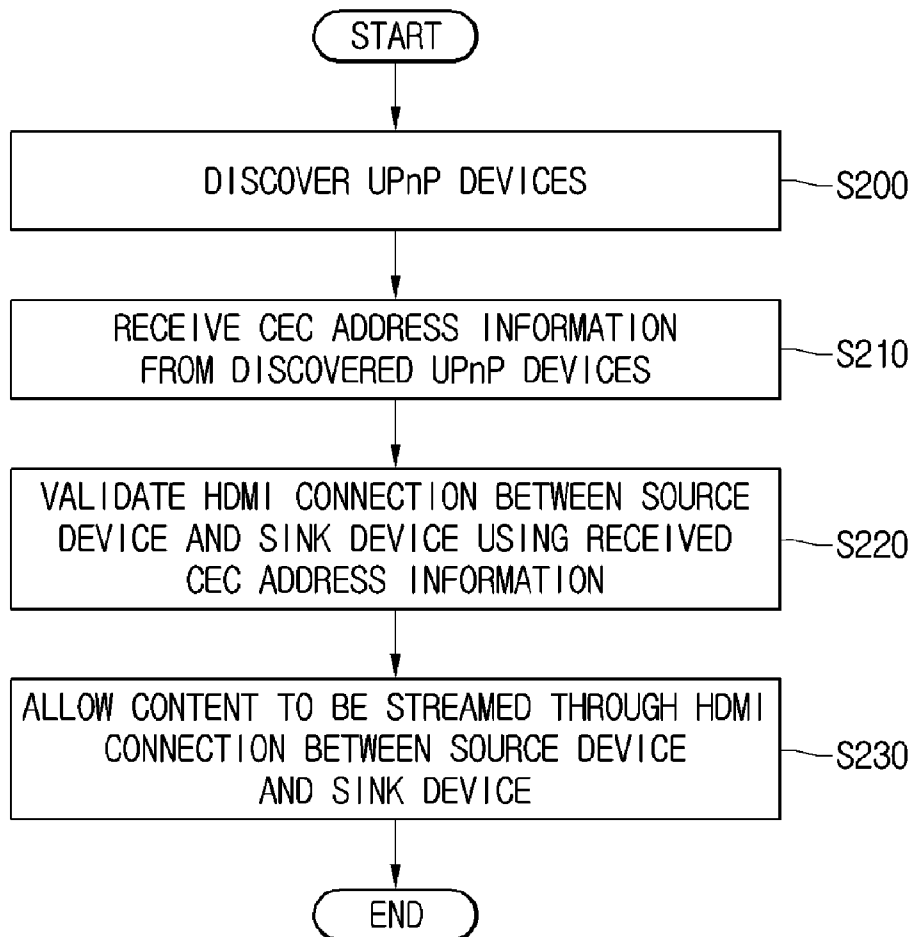 START
DISCOVER UPnP DEVICES
S200
RECEIVE CEC ADDRESS INFORMATION
FROM DISCOVERED UPnP DEVICES
S210
VALIDATE HDMI CONNECTION BETWEEN SOURCE
DEVICE AND SINK DEVICE USING RECEIVED
CEC ADDRESS INFORMATION
S220
ALLOW CONTENT TO BE STREAMED THROUGH HDMI
CONNECTION BETWEEN SOURCE DEVICE
AND SINK DEVICE
S230
END